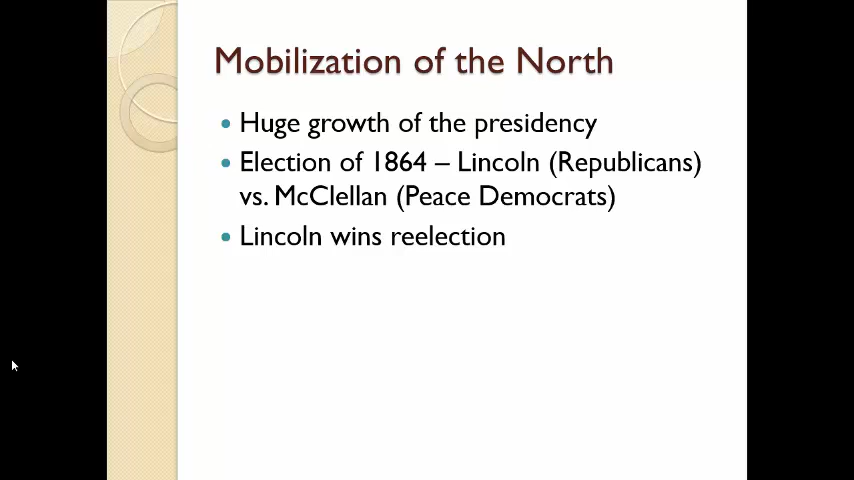 Mobilization of the North
• Huge growth of the presidency
• Election of 1864 – Lincoln (Republicans)
vs. McClellan (Peace Democrats)
• Lincoln wins reelection